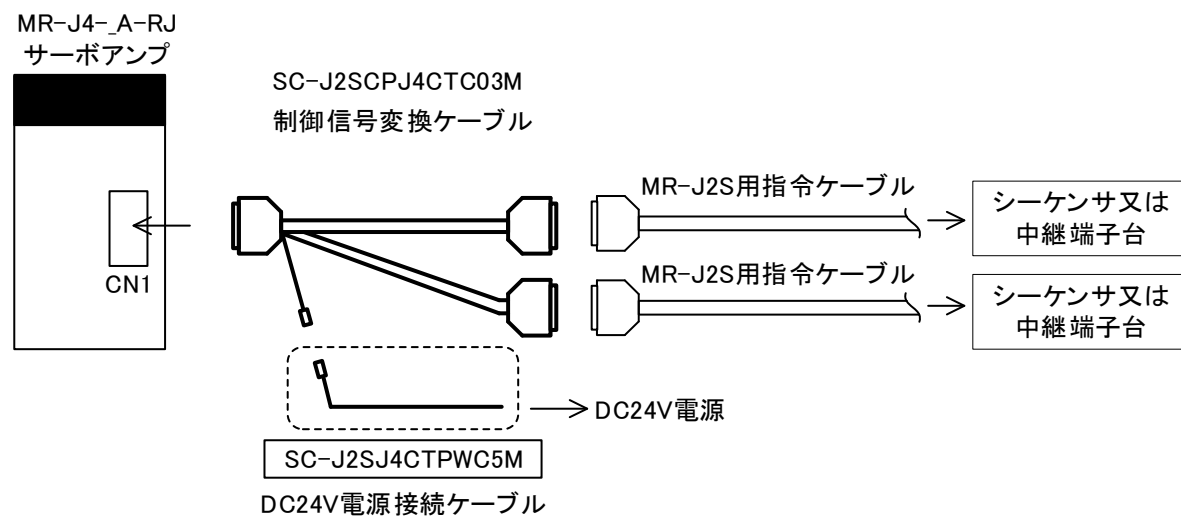 MR-J4-_A-RJ
サーボアンプ
SC-J2SCPJ4CTC03M
制御信号変換ケーブル
MR-J2S用指令ケーブル
シーケンサ又は
中継端子台
CN1
MR-J2S用指令ケーブル
シーケンサ又は
中継端子台
DC24V電源
SC-J2SJ4CTPWC5M
DC24V電源接続ケーブル